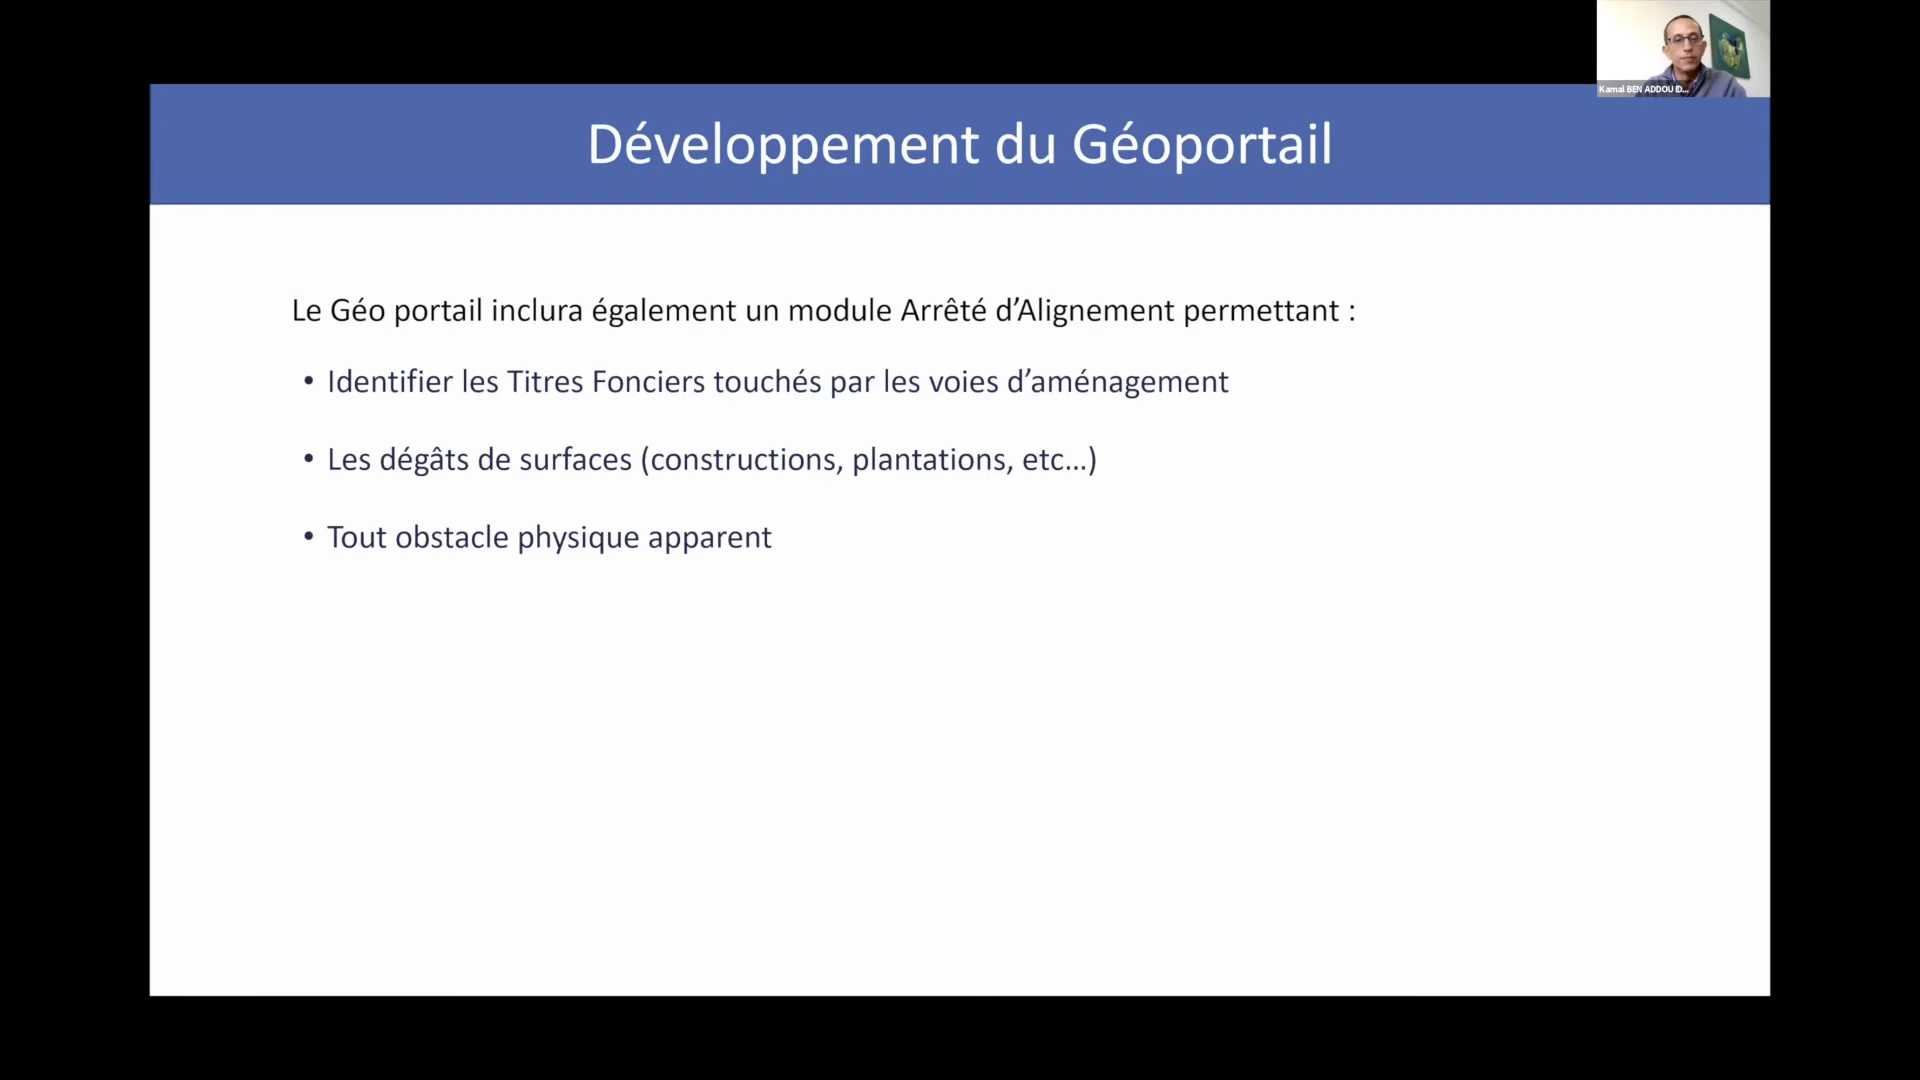 Kamal BEN ADDOU ID...
Développement du Géoportail
Le Géo portail inclura également un module Arrêté d’Alignement permettant :
• Identifier les Titres Fonciers touchés par les voies d’aménagement
• Les dégâts de surfaces (constructions, plantations, etc…)
• Tout obstacle physique apparent